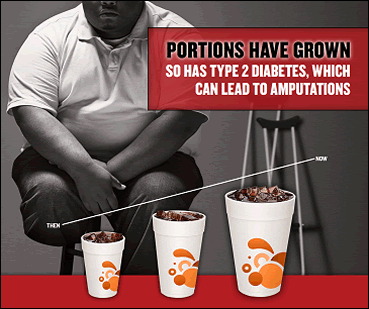 PORTIONS HAVE GROWN
SO HAS TYPE 2 DIABETES, WHICH
CAN LEAD TO AMPUTATIONS
NOW
THEN